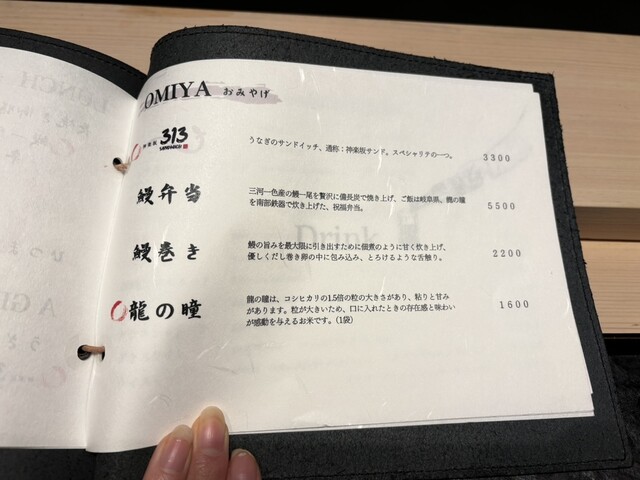 LUNCH
OMIYA おみやげ
神楽坂 313
うなぎのサンドイッチ、通称：神楽坂サンド。スペシャリテの一つ。 3300
鰻弁当
三河一色産の鰻一尾を贅沢に備長炭で焼き上げ、ご飯は岐阜県、龍の瞳
を南部鉄器で炊き上げた、祝福弁当。 5500
Drink
鰻巻き
鰻の旨みを最大限に引き出すために佃煮のように甘く炊き上げ、
優しくだし巻き卵の中に包み込み、とろけるような舌触り。 2200
龍の瞳
龍の瞳は、コシヒカリの1.5倍の粒の大きさがあり、粘りと甘み
があります。粒が大きいため、口に入れたときの存在感と味わい
が感動を与えるお米です。（1袋） 1600